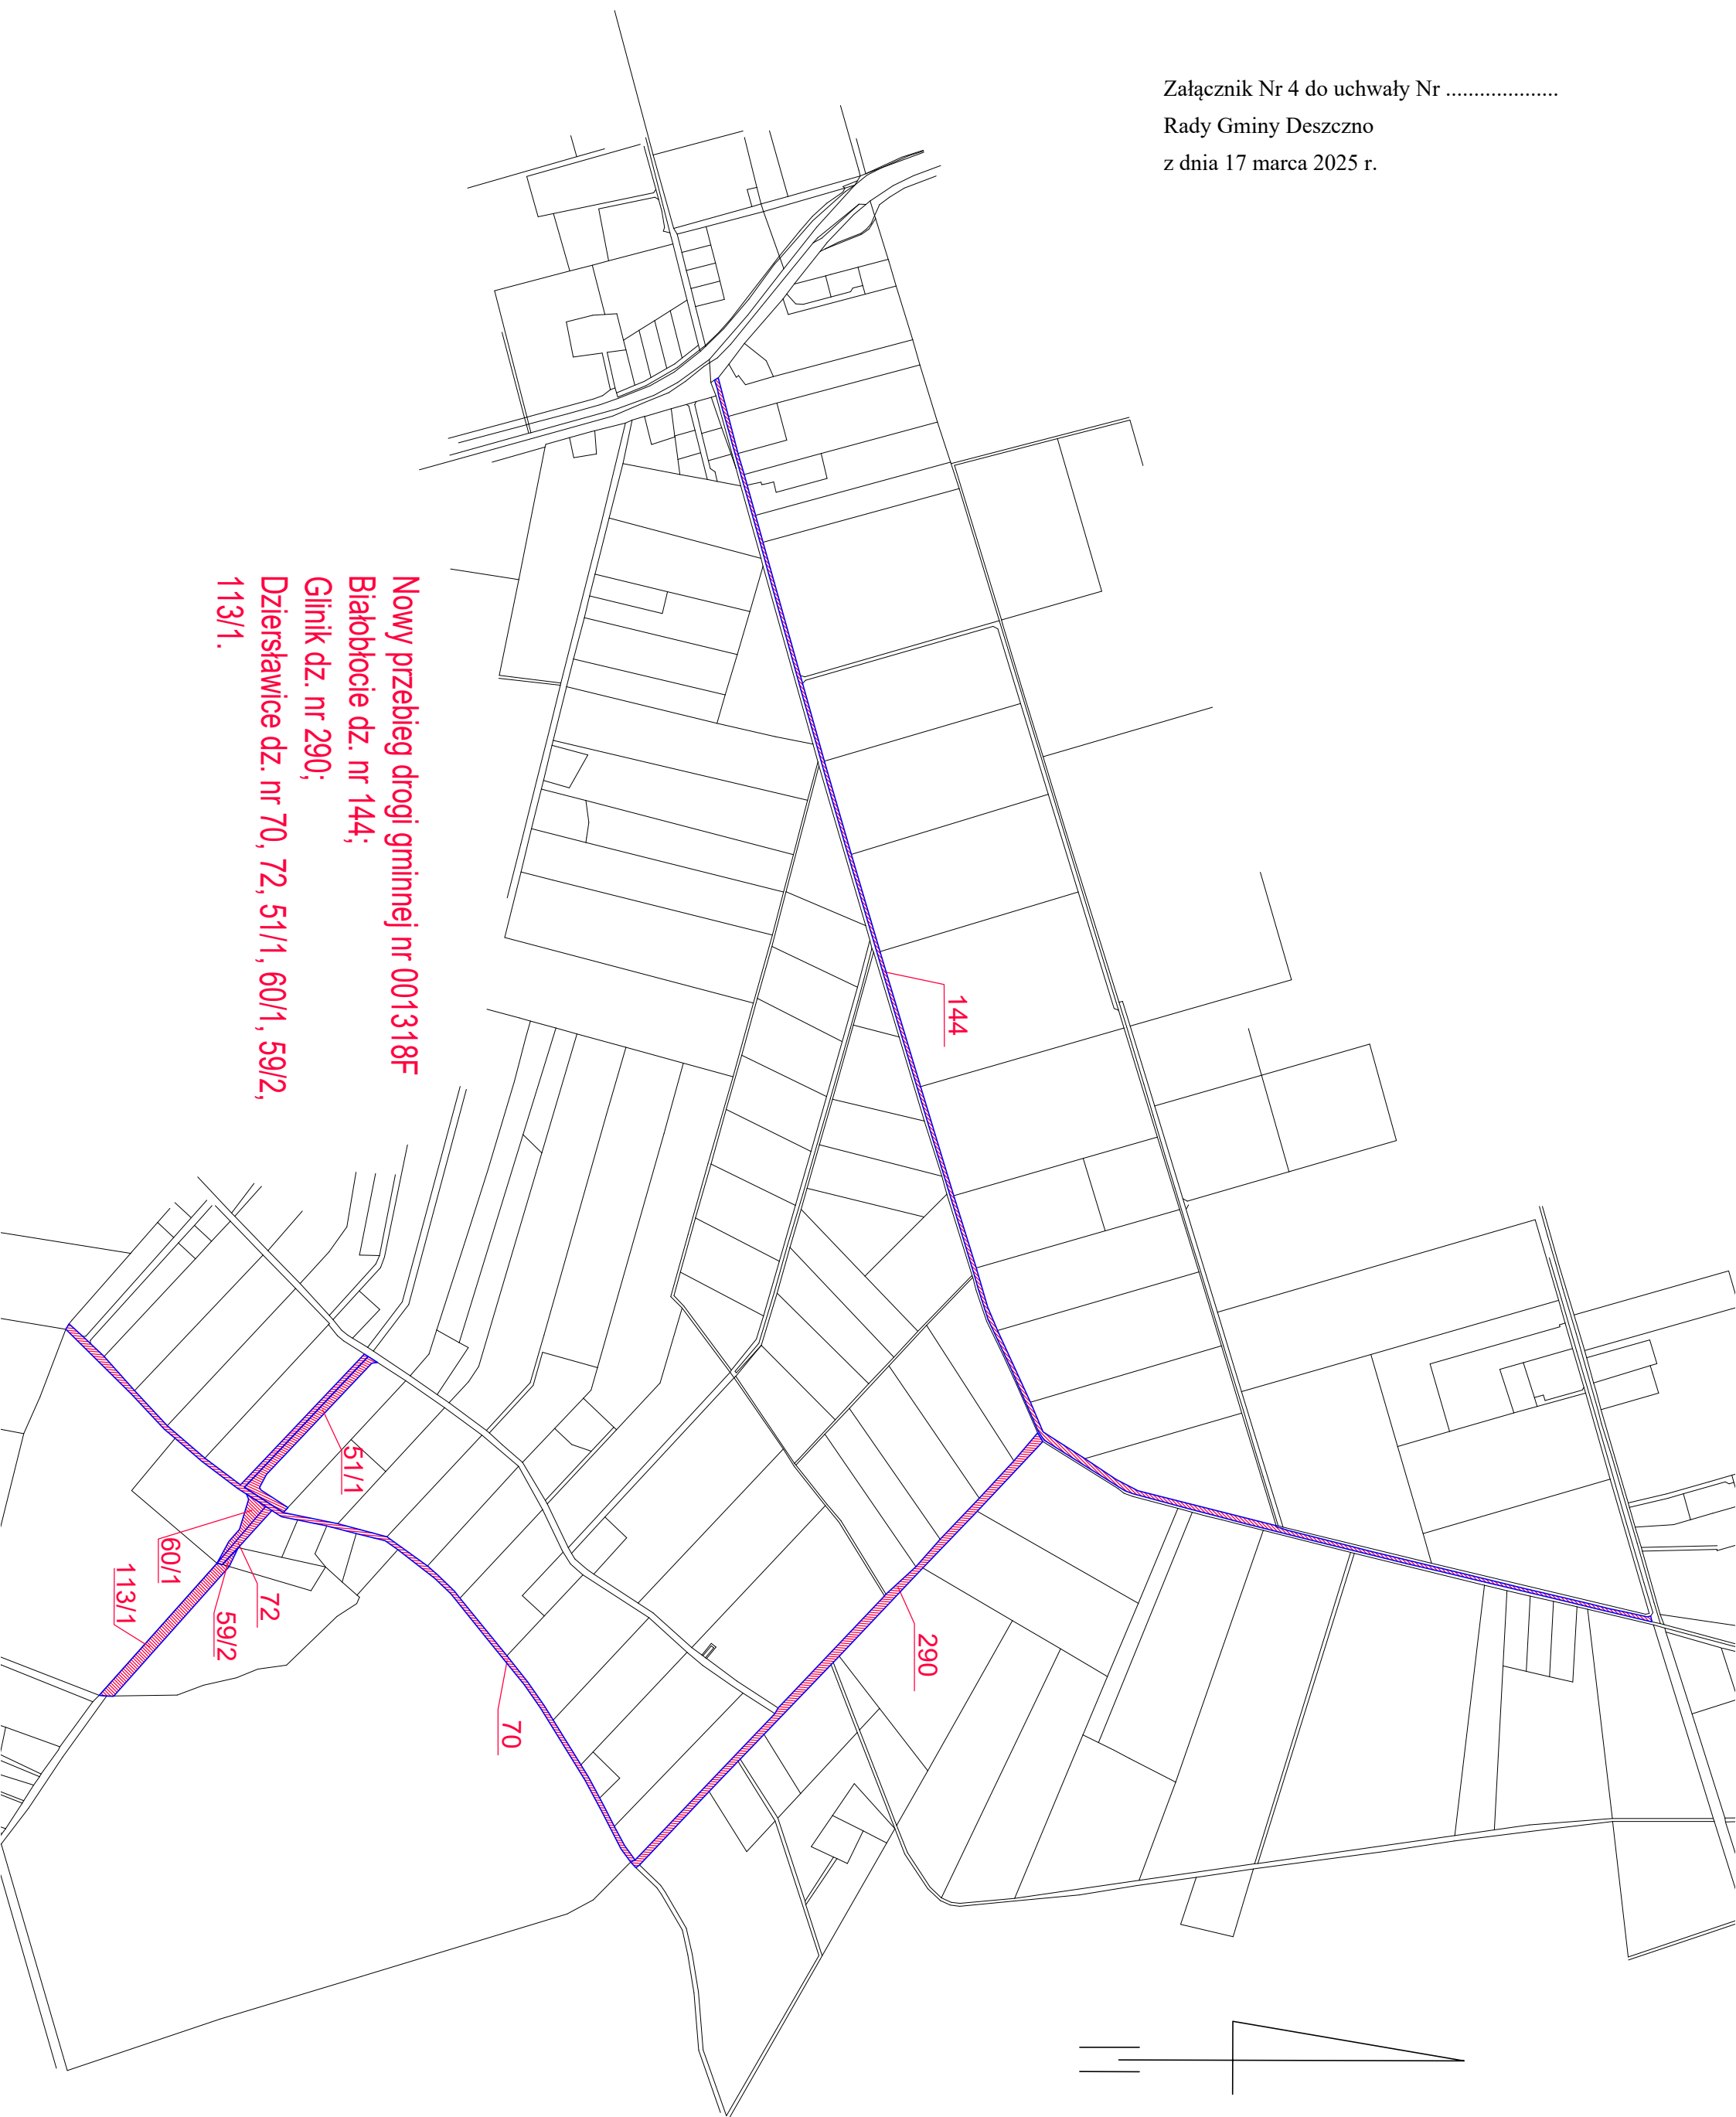 Załącznik Nr 4 do uchwały Nr ....................
Rady Gminy Deszczno
z dnia 17 marca 2025 r.
Nowy przebieg drogi gminnej nr 001318F
Białobłocie dz. nr 144;
Glinik dz. nr 290;
Dziersławice dz. nr 70, 72, 51/1, 60/1, 59/2,
113/1.
144
51/1
60/1
113/1
72
59/2
290
70